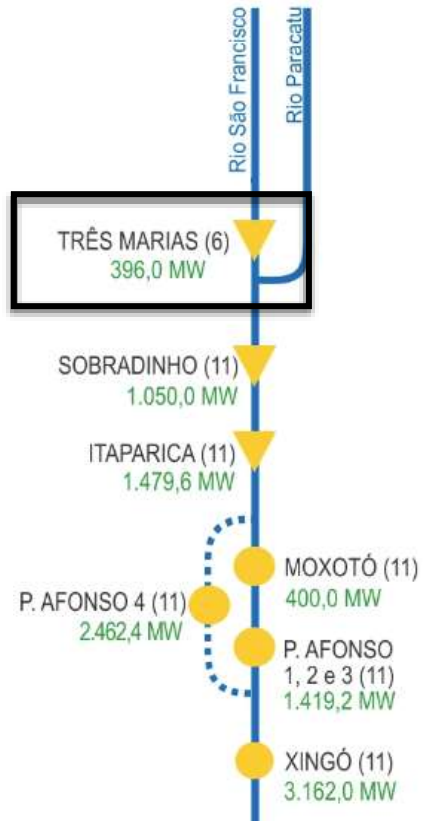 Rio São Francisco
Rio Paracatu
TRÊS MARIAS (6)
396,0 MW
SOBRADINHO (11)
1.050,0 MW
ITAPARICA (11)
1.479,6 MW
MOXOTÓ (11)
400,0 MW
P. AFONSO 4 (11)
2.462,4 MW
P. AFONSO
1, 2 e 3 (11)
1.419,2 MW
XINGÓ (11)
3.162,0 MW